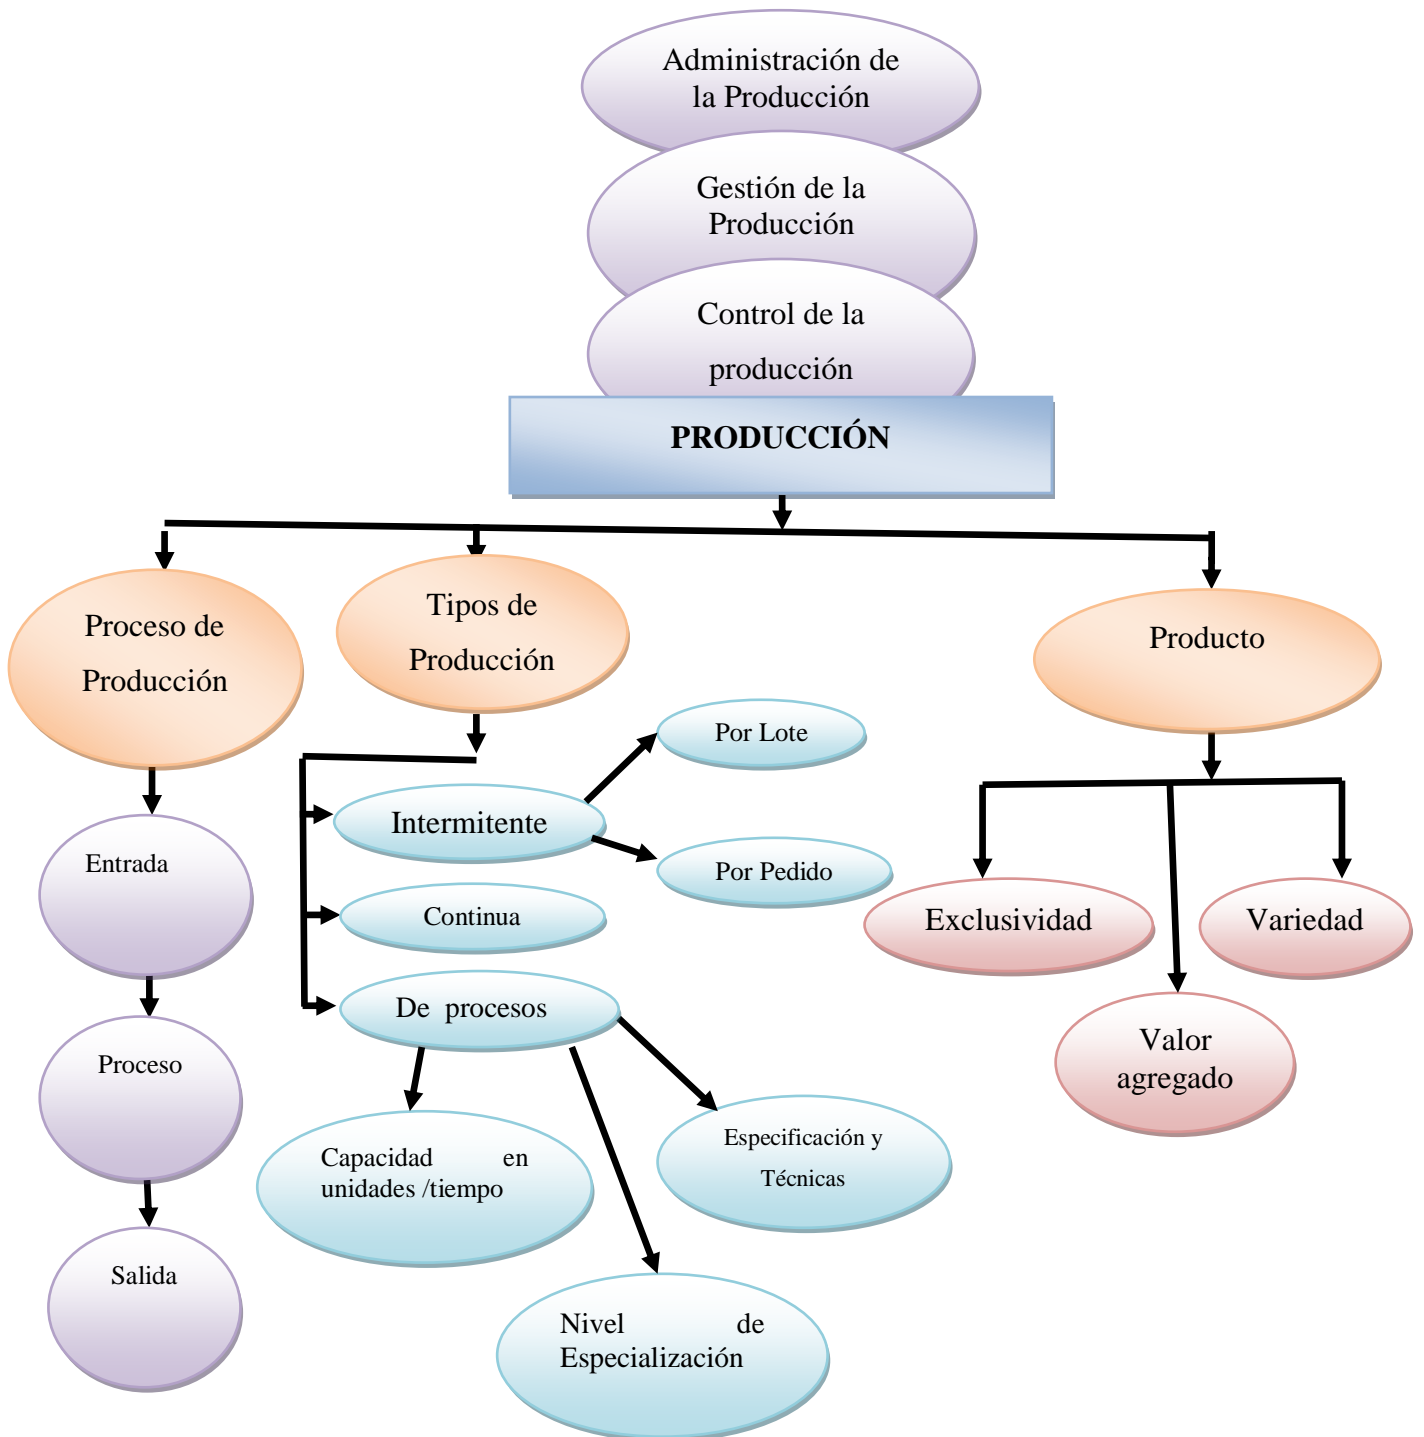 Administración de
la Producción
Gestión de la
Producción
Control de la
producción
PRODUCCIÓN
Proceso de
Producción
Tipos de
Producción
Producto
Por Lote
Intermitente
Por Pedido
Entrada
Continua
Exclusividad
Variedad
De procesos
Proceso
Valor
agregado
Especificación y
Técnicas
Capacidad en
unidades /tiempo
Salida
Nivel de
Especialización